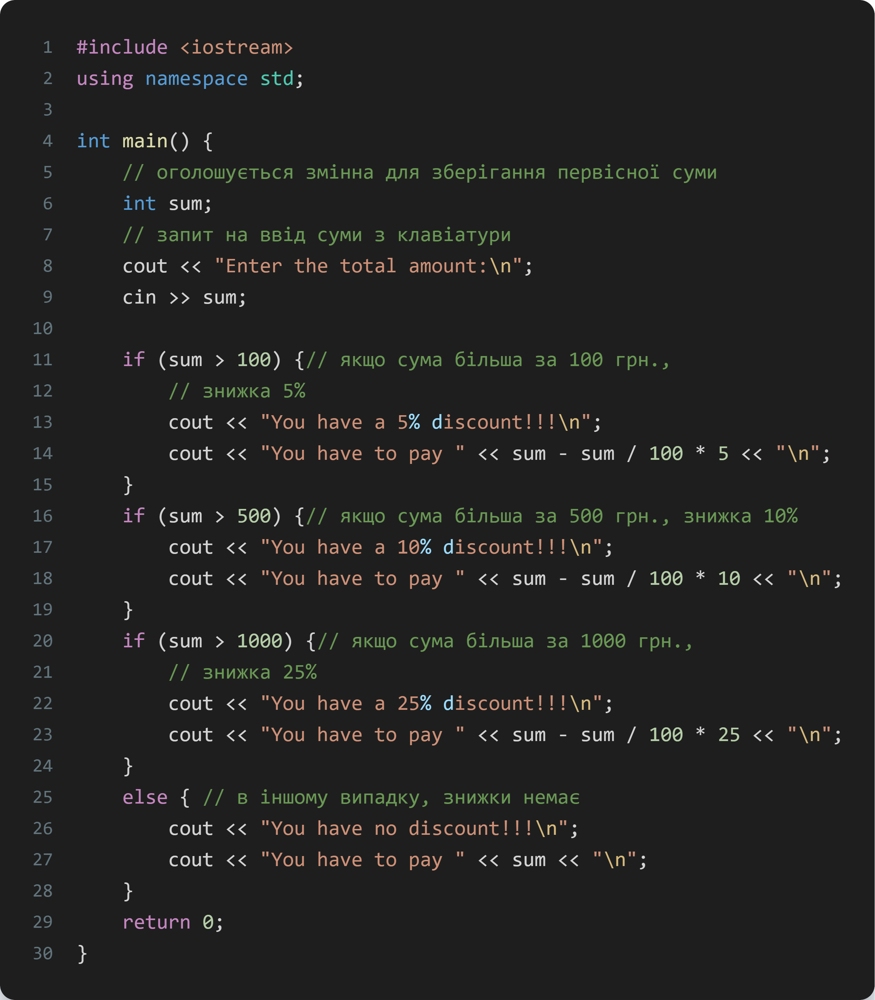 1 #include <iostream>
2 using namespace std;
3
4 int main() {
5     // оголошується змінна для зберігання первісної суми
6     int sum;
7     // запит на ввід суми з клавіатури
8     cout << "Enter the total amount:\n";
9     cin >> sum;
10
11     if (sum > 100) {// якщо сума більша за 100 грн.,
12         // знижка 5%
13         cout << "You have a 5% discount!!!\n";
14         cout << "You have to pay " << sum - sum / 100 * 5 << "\n";
15     }
16     if (sum > 500) {// якщо сума більша за 500 грн., знижка 10%
17         cout << "You have a 10% discount!!!\n";
18         cout << "You have to pay " << sum - sum / 100 * 10 << "\n";
19     }
20     if (sum > 1000) {// якщо сума більша за 1000 грн.,
21         // знижка 25%
22         cout << "You have a 25% discount!!!\n";
23         cout << "You have to pay " << sum - sum / 100 * 25 << "\n";
24     }
25     else { // в іншому випадку, знижки немає
26         cout << "You have no discount!!!\n";
27         cout << "You have to pay " << sum << "\n";
28     }
29     return 0;
30 }